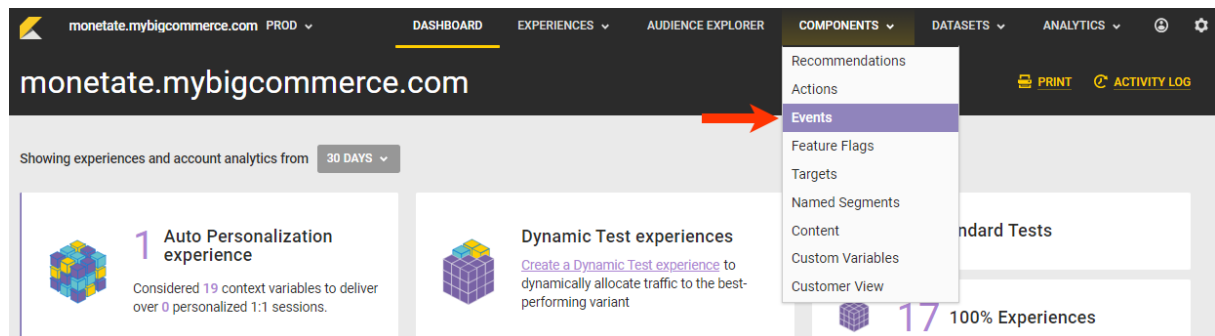 monetate.mybigcommerce.com PROD
DASHBOARD
EXPERIENCES
AUDIENCE EXPLORER
COMPONENTS
DATASETS
ANALYTICS
monetate.mybigcommerce.com
PRINT
ACTIVITY LOG
Recommendations
Actions
Events
Feature Flags
Targets
Named Segments
Content
Custom Variables
Customer View
Showing experiences and account analytics from 30 DAYS
1 Auto Personalization
experience
Considered 19 context variables to deliver
over 0 personalized 1:1 sessions.
Dynamic Test experiences
Create a Dynamic Test experience to
dynamically allocate traffic to the best-
performing variant
ndard Tests
17 100% Experiences